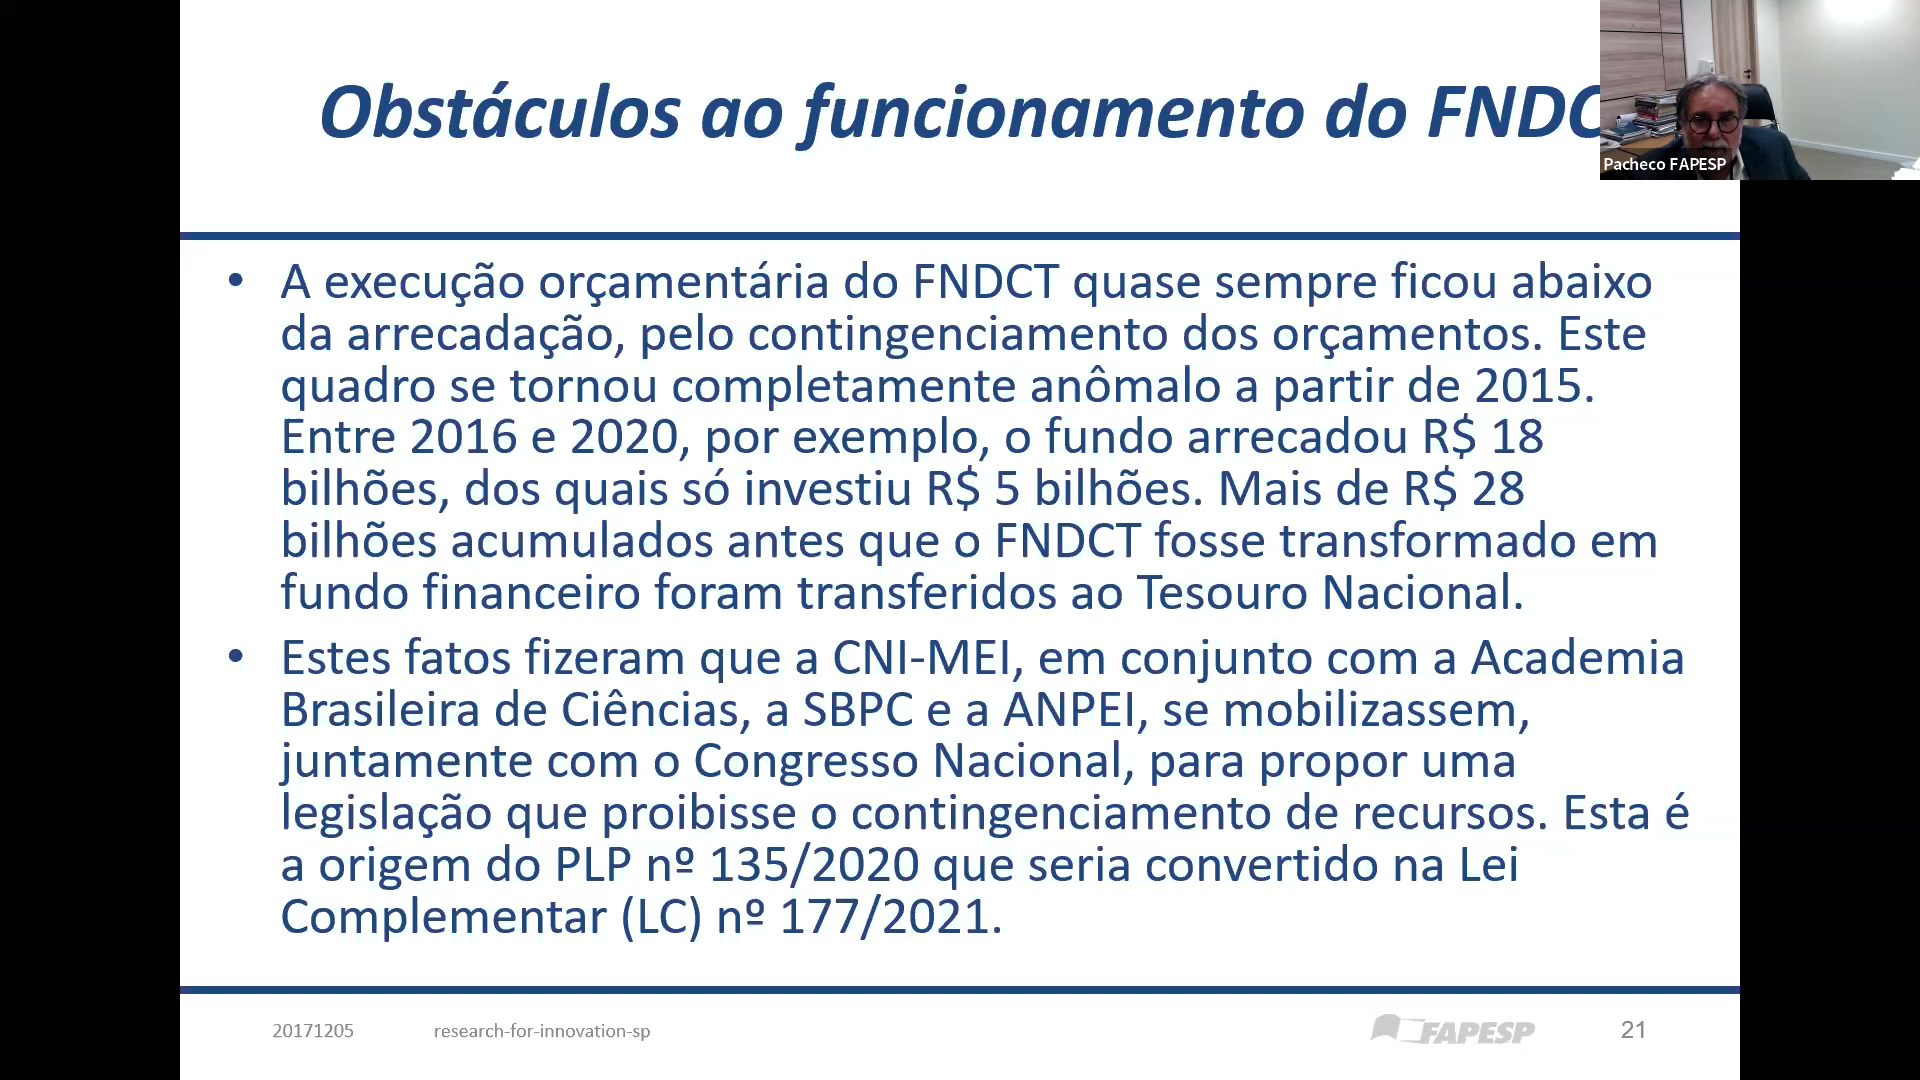 Obstáculos ao funcionamento do FNDC
Pacheco FAPESP
• A execução orçamentária do FNDCT quase sempre ficou abaixo
da arrecadação, pelo contingenciamento dos orçamentos. Este
quadro se tornou completamente anômalo a partir de 2015.
Entre 2016 e 2020, por exemplo, o fundo arrecadou R$ 18
bilhões, dos quais só investiu R$ 5 bilhões. Mais de R$ 28
bilhões acumulados antes que o FNDCT fosse transformado em
fundo financeiro foram transferidos ao Tesouro Nacional.
• Estes fatos fizeram que a CNI-MEI, em conjunto com a Academia
Brasileira de Ciências, a SBPC e a ANPEI, se mobilizassem,
juntamente com o Congresso Nacional, para propor uma
legislação que proibisse o contingenciamento de recursos. Esta é
a origem do PLP nº 135/2020 que seria convertido na Lei
Complementar (LC) nº 177/2021.
20171205
research-for-innovation-sp
FAPESP
21